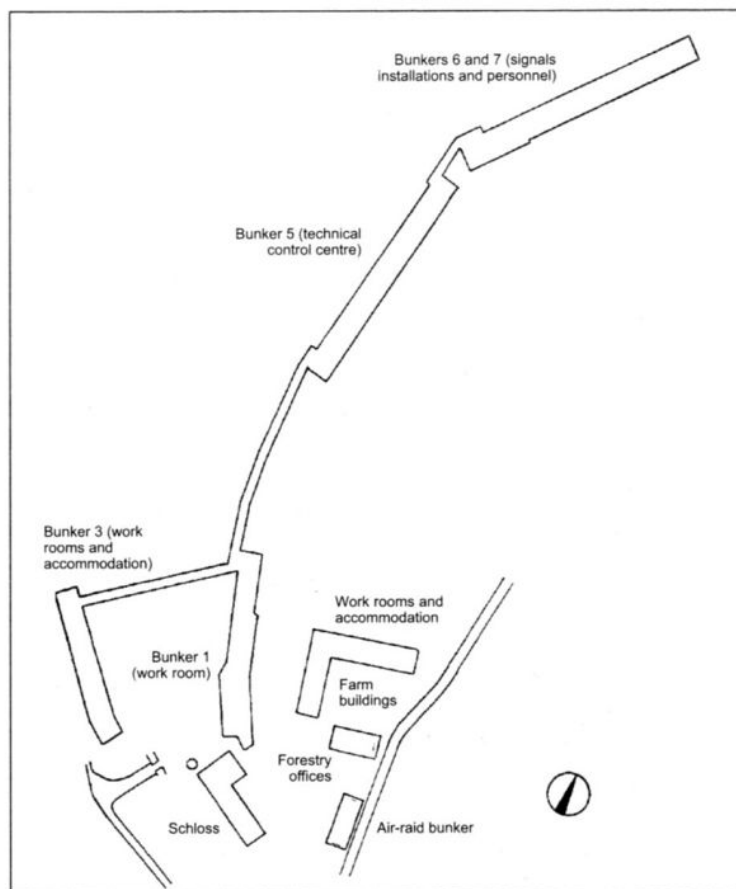 Bunkers 6 and 7 (signals
installations and personnel)
Bunker 5 (technical
control centre)
Bunker 3 (work
rooms and
accommodation)
Work rooms and
accommodation
Bunker 1
(work room)
Farm
buildings
Forestry
offices
Schloss
Air-raid bunker